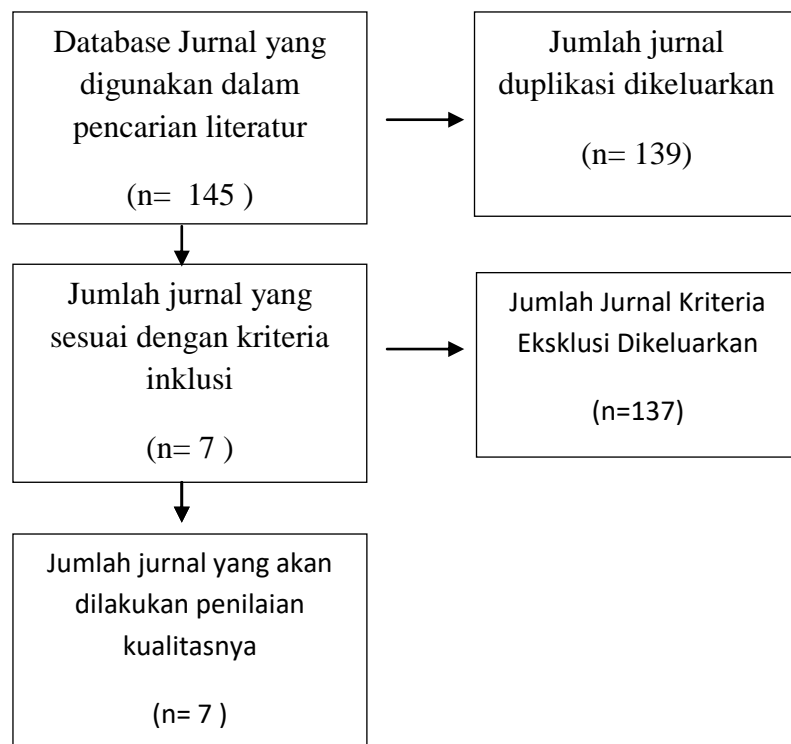 Database Jurnal yang
digunakan dalam
pencarian literatur
(n=  145 )
Jumlah jurnal
duplikasi dikeluarkan
(n= 139)
Jumlah jurnal yang
sesuai dengan kriteria
inklusi
(n= 7 )
Jumlah Jurnal Kriteria
Eksklusi Dikeluarkan
(n=137)
Jumlah jurnal yang akan
dilakukan penilaian
kualitasnya
(n= 7 )